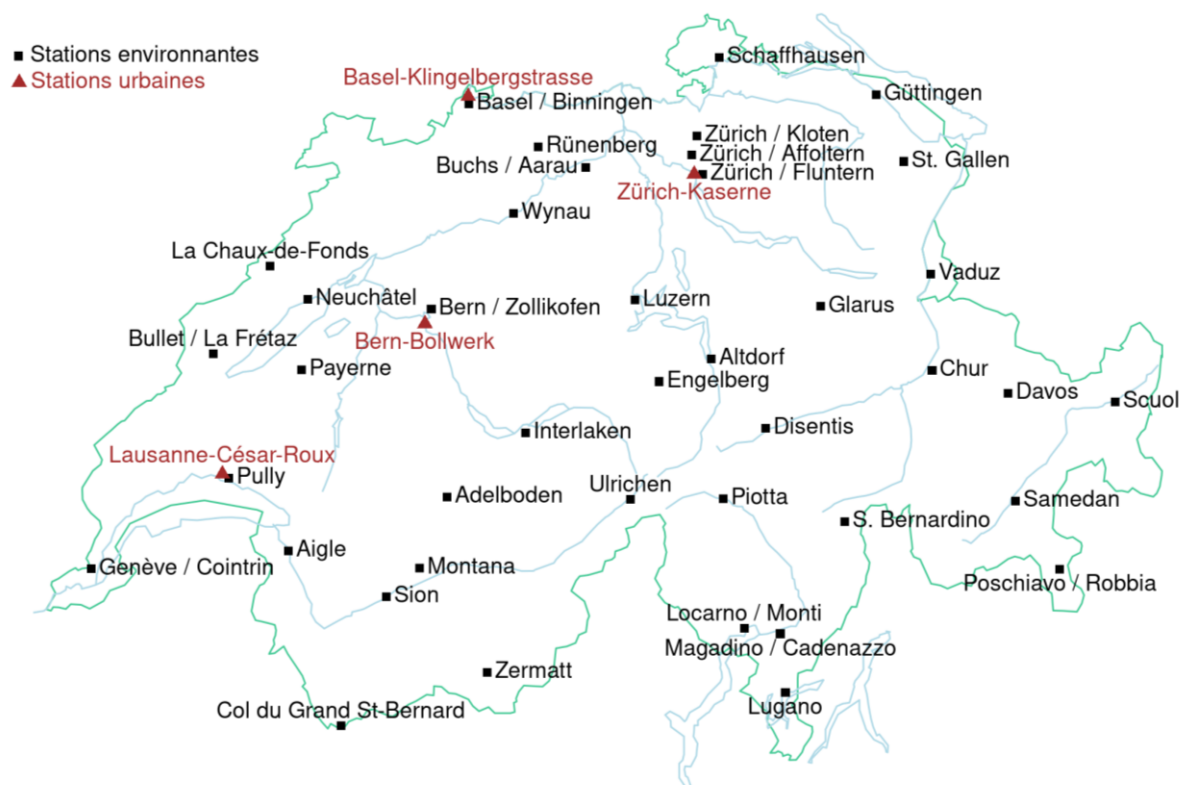 Stations environnantes
Stations urbaines
Schaffhausen
Basel-Klingelbergstrasse
Basel / Binningen
Güttingen
Zürich / Kloten
Rünenberg
Zürich / Affoltern
Buchs / Aarau
St. Gallen
Zürich / Fluntern
Zürich-Kaserne
Wynau
La Chaux-de-Fonds
Vaduz
Neuchâtel
Luzern
Bern / Zollikofen
Glarus
Bullet / La Frétaz
Bern-Bollwerk
Altdorf
Payerne
Chur
Engelberg
Davos
Scuol
Interlaken
Disentis
Lausanne-César-Roux
Pully
Ulrichen
Adelboden
Piotta
Samedan
S. Bernardino
Aigle
Genève / Cointrin
Montana
Poschiavo / Robbia
Sion
Locarno / Monti
Magadino / Cadenazzo
Zermatt
Lugano
Col du Grand St-Bernard